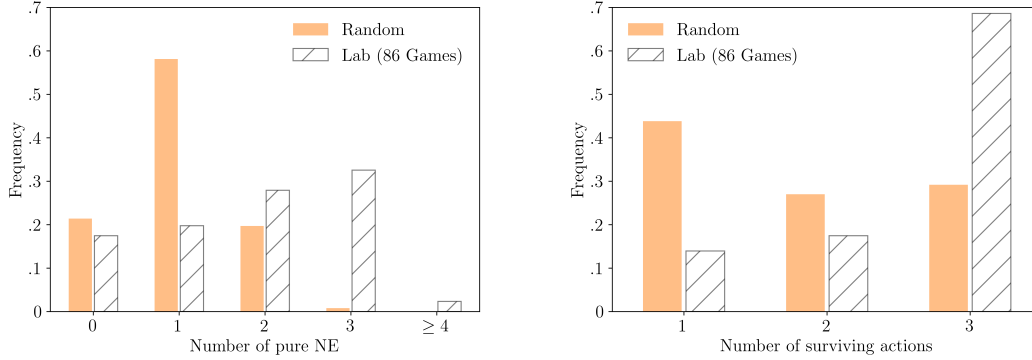 .7
.6
.5
.4
.3
.2
.1
0
Frequency
Random
Lab (86 Games)
0 1 2 3 ≥ 4
Number of pure NE
.7
.6
.5
.4
.3
.2
.1
0
Frequency
Random
Lab (86 Games)
1 2 3
Number of surviving actions